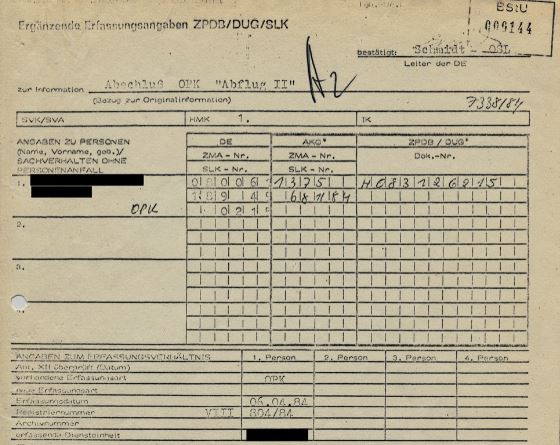 BStU
000144
Ergänzende Erfassungsangaben ZPDB/DUG/SLK
bestätigt: Schmidt - OSL
Leiter der DE
zur Information Abschluß OPK "Abflug II"
(Bezug zur Originalinformation)
A2
7338/84
SVK/SVA HMK 1. IK
ANGABEN ZU PERSONEN DE AKG* ZPDB / DUG*
(Name, Vorname, geb.)/ ZMA - Nr. ZMA - Nr. Dok.-Nr.
SACHVERHALTEN OHNE SLK - Nr. SLK - Nr.
PERSONENANFALL
1.
OPK
2.
3.
ANGABEN ZUM ERFASSUNGSVERHÄLTNIS 1. Person 2. Person 3. Person 4. Person
Abt. XII überprüft (Datum)
vorhandene Erfassungsart OPK
neue Erfassungsart
Erfassungsdatum 06.04.84
Registriernummer VIII 804/84
Archivnummer
erfassende Diensteinheit